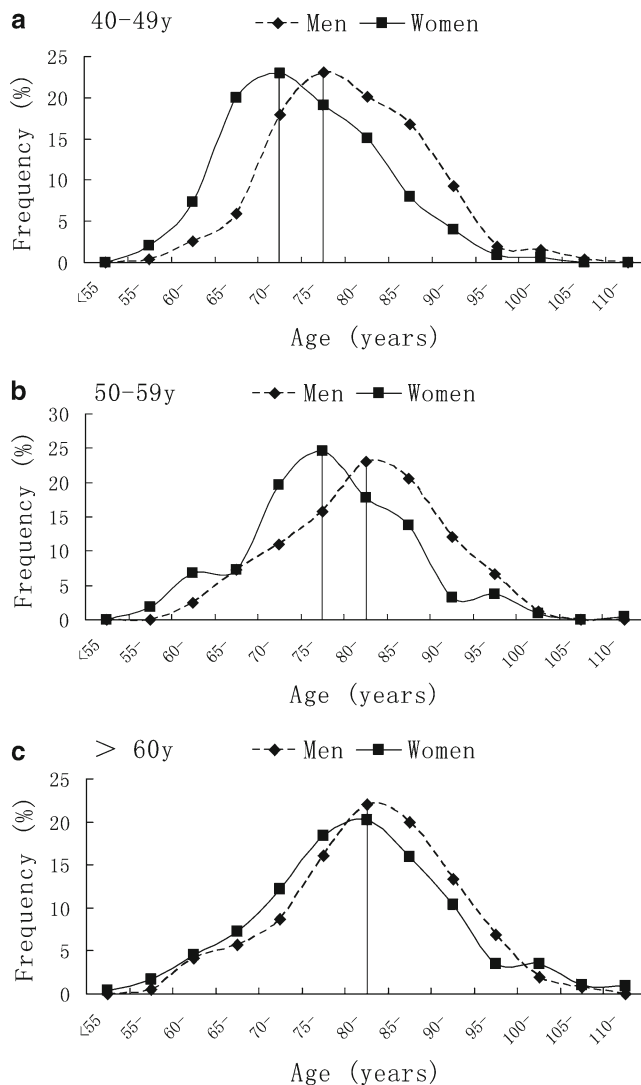 a 40-49y Men Women
25
20
15
10
5
0
Frequency (%)
<55 55- 60- 65- 70- 75- 80- 85- 90- 95- 100- 105- 110-
Age (years)
b 50-59y Men Women
30
25
20
15
10
5
0
Frequency (%)
<55 55- 60- 65- 70- 75- 80- 85- 90- 95- 100- 105- 110-
Age (years)
c > 60y Men Women
25
20
15
10
5
0
Frequency (%)
<55 55- 60- 65- 70- 75- 80- 85- 90- 95- 100- 105- 110-
Age (years)